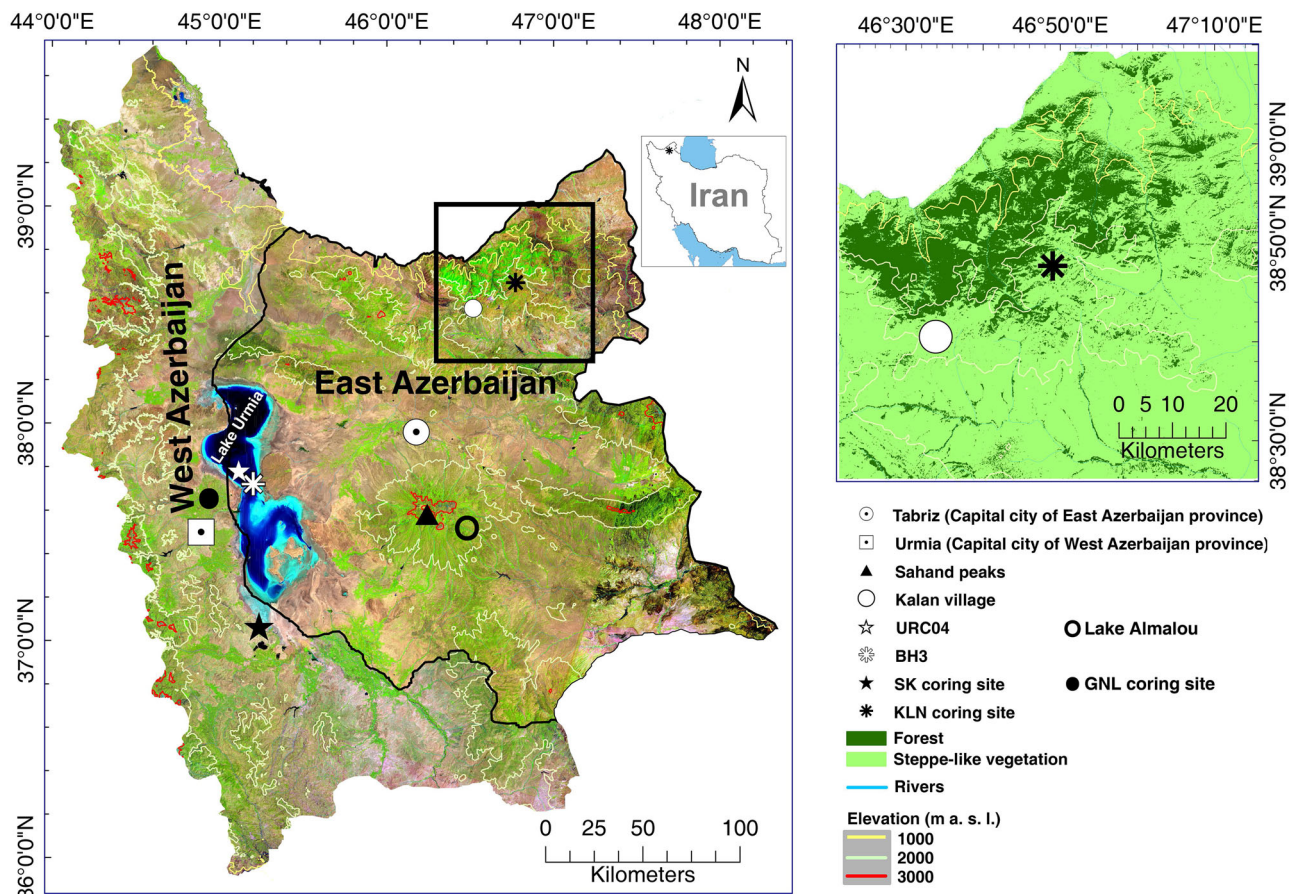 44°0'0"E
45°0'0"E
46°0'0"E
47°0'0"E
48°0'0"E
39°0'0"N
38°0'0"N
37°0'0"N
36°0'0"N
N
Iran
West Azerbaijan
East Azerbaijan
Lake Urmia
0 25 50 100
Kilometers
46°30'0"E
46°50'0"E
47°10'0"E
39°0'0"N
38°50'0"N
38°30'0"N
0 5 10 20
Kilometers
Tabriz (Capital city of East Azerbaijan province)
Urmia (Capital city of West Azerbaijan province)
Sahand peaks
Kalan village
URC04
Lake Almalou
BH3
SK coring site
GNL coring site
KLN coring site
Forest
Steppe-like vegetation
Rivers
Elevation (m a. s. l.)
1000
2000
3000